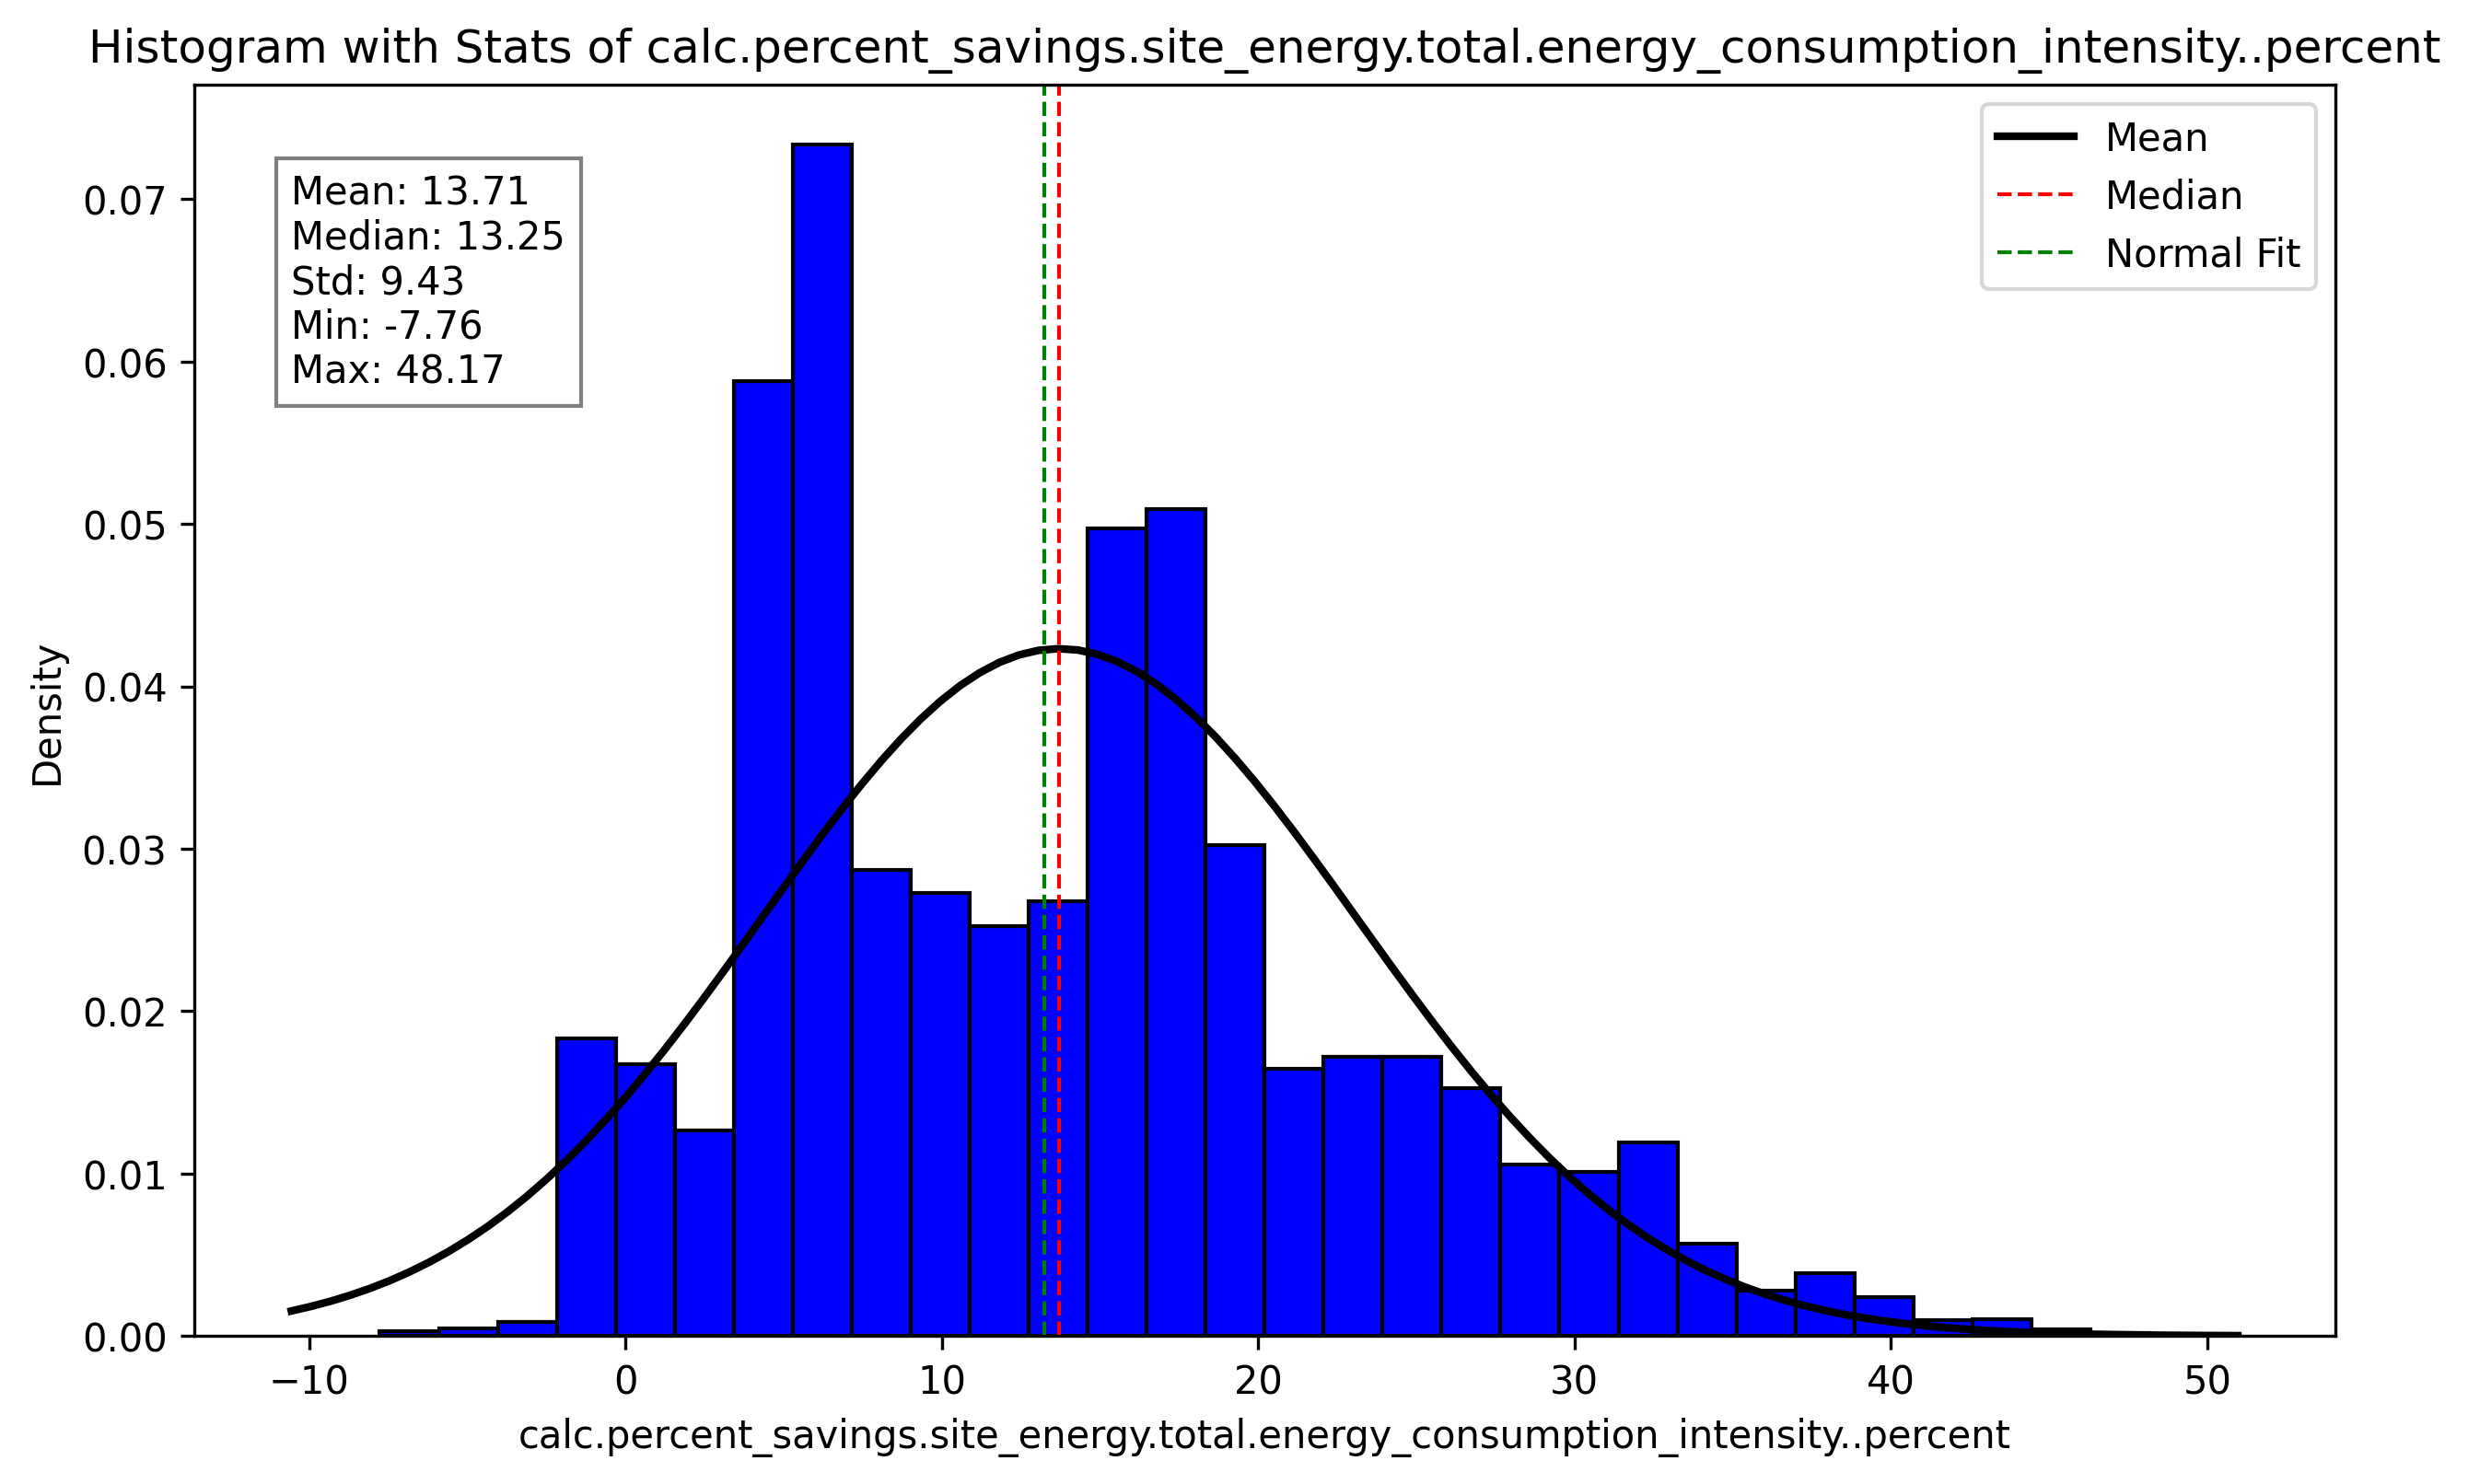 Histogram with Stats of calc.percent_savings.site_energy.total.energy_consumption_intensity..percent
Mean
Median
Normal Fit
Mean: 13.71
Median: 13.25
Std: 9.43
Min: -7.76
Max: 48.17
0.07
0.06
0.05
0.04
0.03
0.02
0.01
0.00
Density
−10 0 10 20 30 40 50
calc.percent_savings.site_energy.total.energy_consumption_intensity..percent